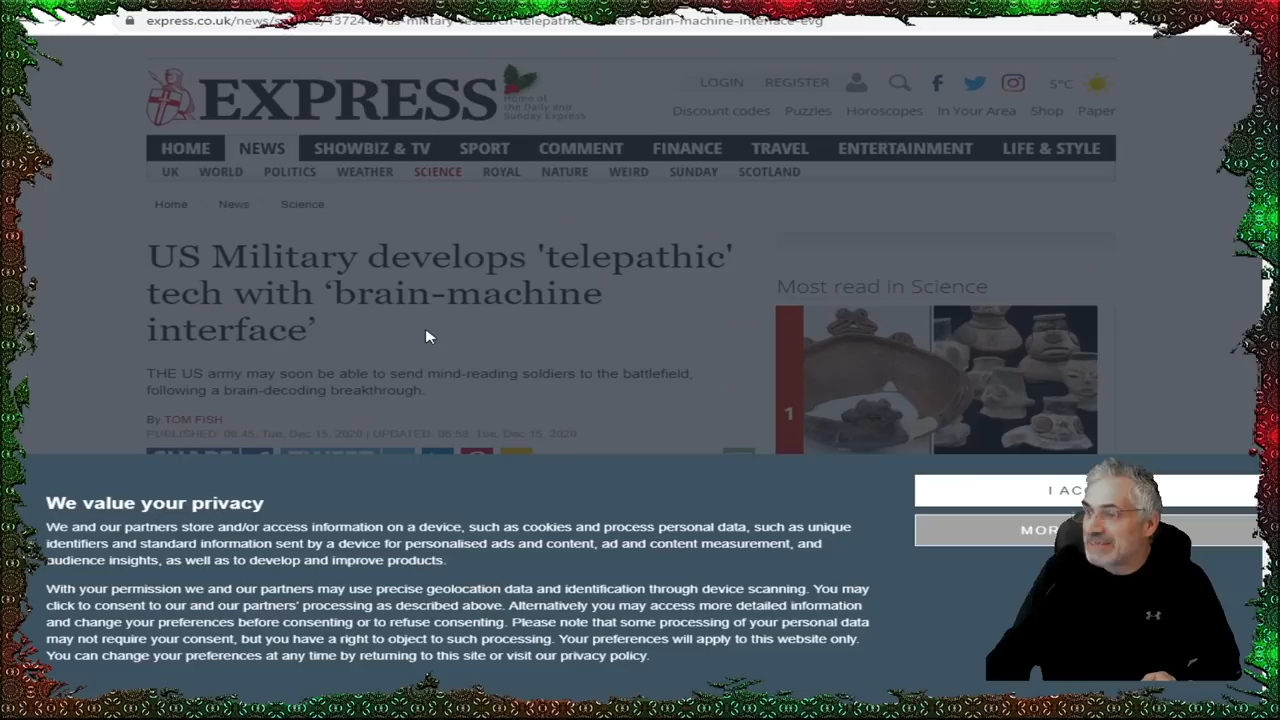 LOGIN REGISTER 5°C
EXPRESS
Home of
the Daily and
Sunday Express
Discount codes Puzzles Horoscopes In Your Area Shop Paper
HOME NEWS SHOWBIZ & TV SPORT COMMENT FINANCE TRAVEL ENTERTAINMENT LIFE & STYLE
UK WORLD POLITICS WEATHER SCIENCE ROYAL NATURE WEIRD SUNDAY SCOTLAND
Home News Science
US Military develops 'telepathic'
tech with ‘brain-machine
interface’
THE US army may soon be able to send mind-reading soldiers to the battlefield,
following a brain-decoding breakthrough.
By TOM FISH
Most read in Science
1
We value your privacy
We and our partners store and/or access information on a device, such as cookies and process personal data, such as unique
identifiers and standard information sent by a device for personalised ads and content, ad and content measurement, and
audience insights, as well as to develop and improve products.
With your permission we and our partners may use precise geolocation data and identification through device scanning. You may
click to consent to our and our partners’ processing as described above. Alternatively you may access more detailed information
and change your preferences before consenting or to refuse consenting. Please note that some processing of your personal data
may not require your consent, but you have a right to object to such processing. Your preferences will apply to this website only.
You can change your preferences at any time by returning to this site or visit our privacy policy.